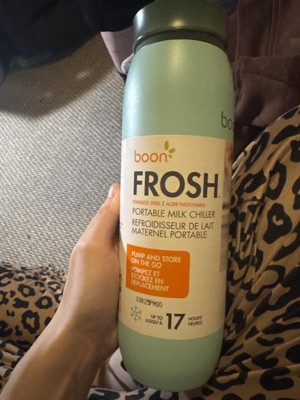 boon
FROSH
PORTABLE MILK CHILLER
REFROIDISSEUR DE LAIT
MATERNEL PORTABLE
PUMP AND STORE
ON THE GO
POMPEZ ET
STOCKEZ EN
DÉPLACEMENT
UP TO
JUSQU'À
17
HOURS
HEURES
boon